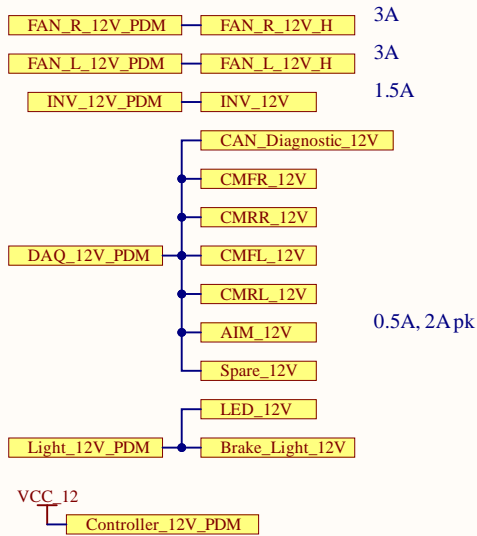 FAN_R_12V_PDM FAN_R_12V_H 3A
FAN_L_12V_PDM FAN_L_12V_H 3A
INV_12V_PDM INV_12V 1.5A
CAN_Diagnostic_12V
CMFR_12V
CMRR_12V
DAQ_12V_PDM CMFL_12V
CMRL_12V
AIM_12V 0.5A, 2A pk
Spare_12V
LED_12V
Light_12V_PDM Brake_Light_12V
VCC_12
Controller_12V_PDM